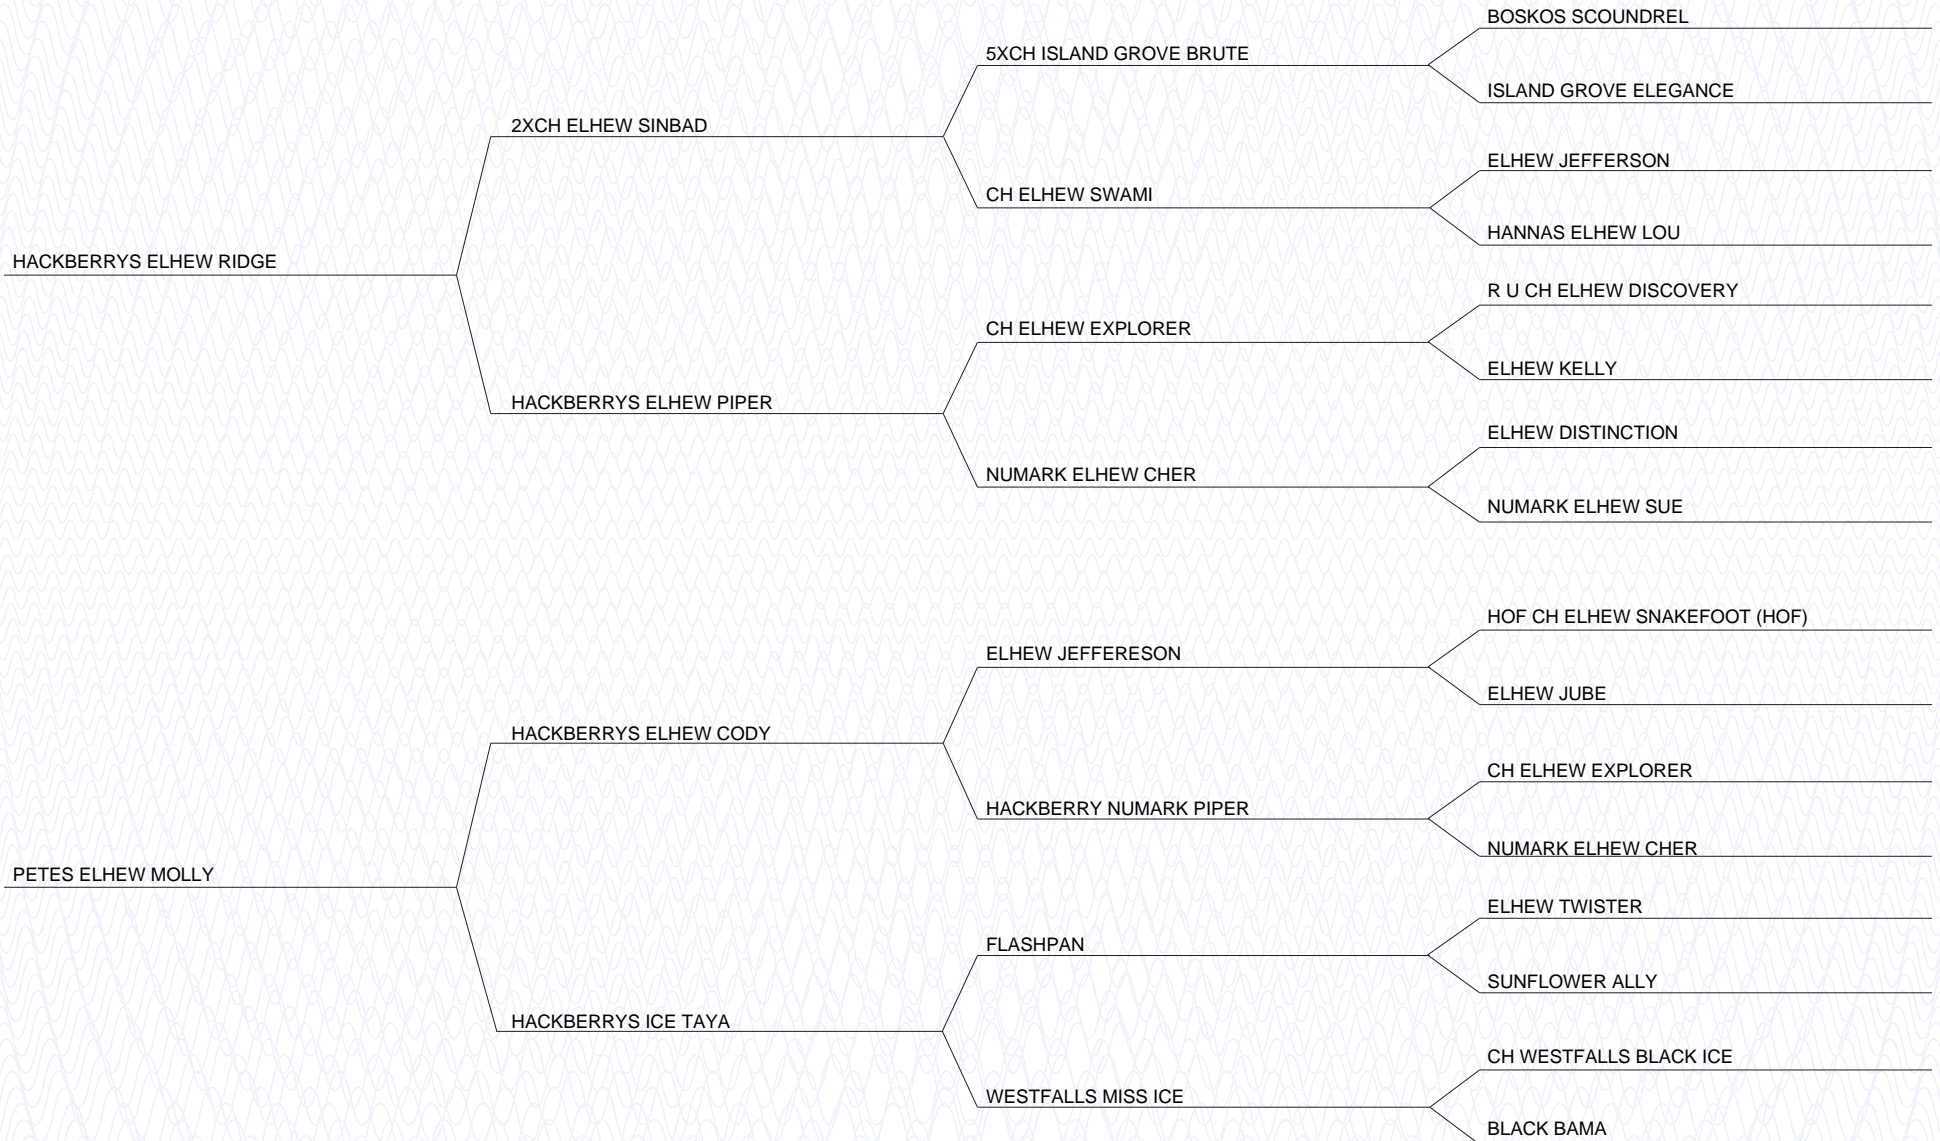 BOSKOS SCOUNDREL
5XCH ISLAND GROVE BRUTE
ISLAND GROVE ELEGANCE
2XCH ELHEW SINBAD
ELHEW JEFFERSON
CH ELHEW SWAMI
HANNAS ELHEW LOU
HACKBERRYS ELHEW RIDGE
R U CH ELHEW DISCOVERY
CH ELHEW EXPLORER
ELHEW KELLY
HACKBERRYS ELHEW PIPER
ELHEW DISTINCTION
NUMARK ELHEW CHER
NUMARK ELHEW SUE
HOF CH ELHEW SNAKEFOOT (HOF)
ELHEW JEFFERESON
ELHEW JUBE
HACKBERRYS ELHEW CODY
CH ELHEW EXPLORER
HACKBERRY NUMARK PIPER
NUMARK ELHEW CHER
PETES ELHEW MOLLY
ELHEW TWISTER
FLASHPAN
SUNFLOWER ALLY
HACKBERRYS ICE TAYA
CH WESTFALLS BLACK ICE
WESTFALLS MISS ICE
BLACK BAMA